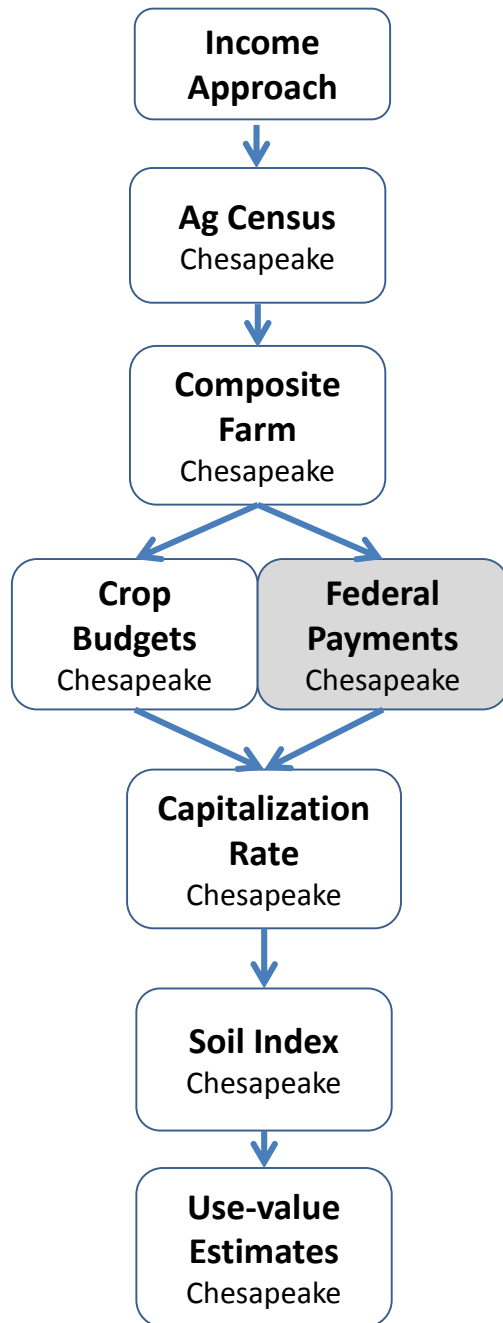 Income
Approach
Ag Census
Chesapeake
Composite
Farm
Chesapeake
Crop
Budgets
Chesapeake
Federal
Payments
Chesapeake
Capitalization
Rate
Chesapeake
Soil Index
Chesapeake
Use-value
Estimates
Chesapeake